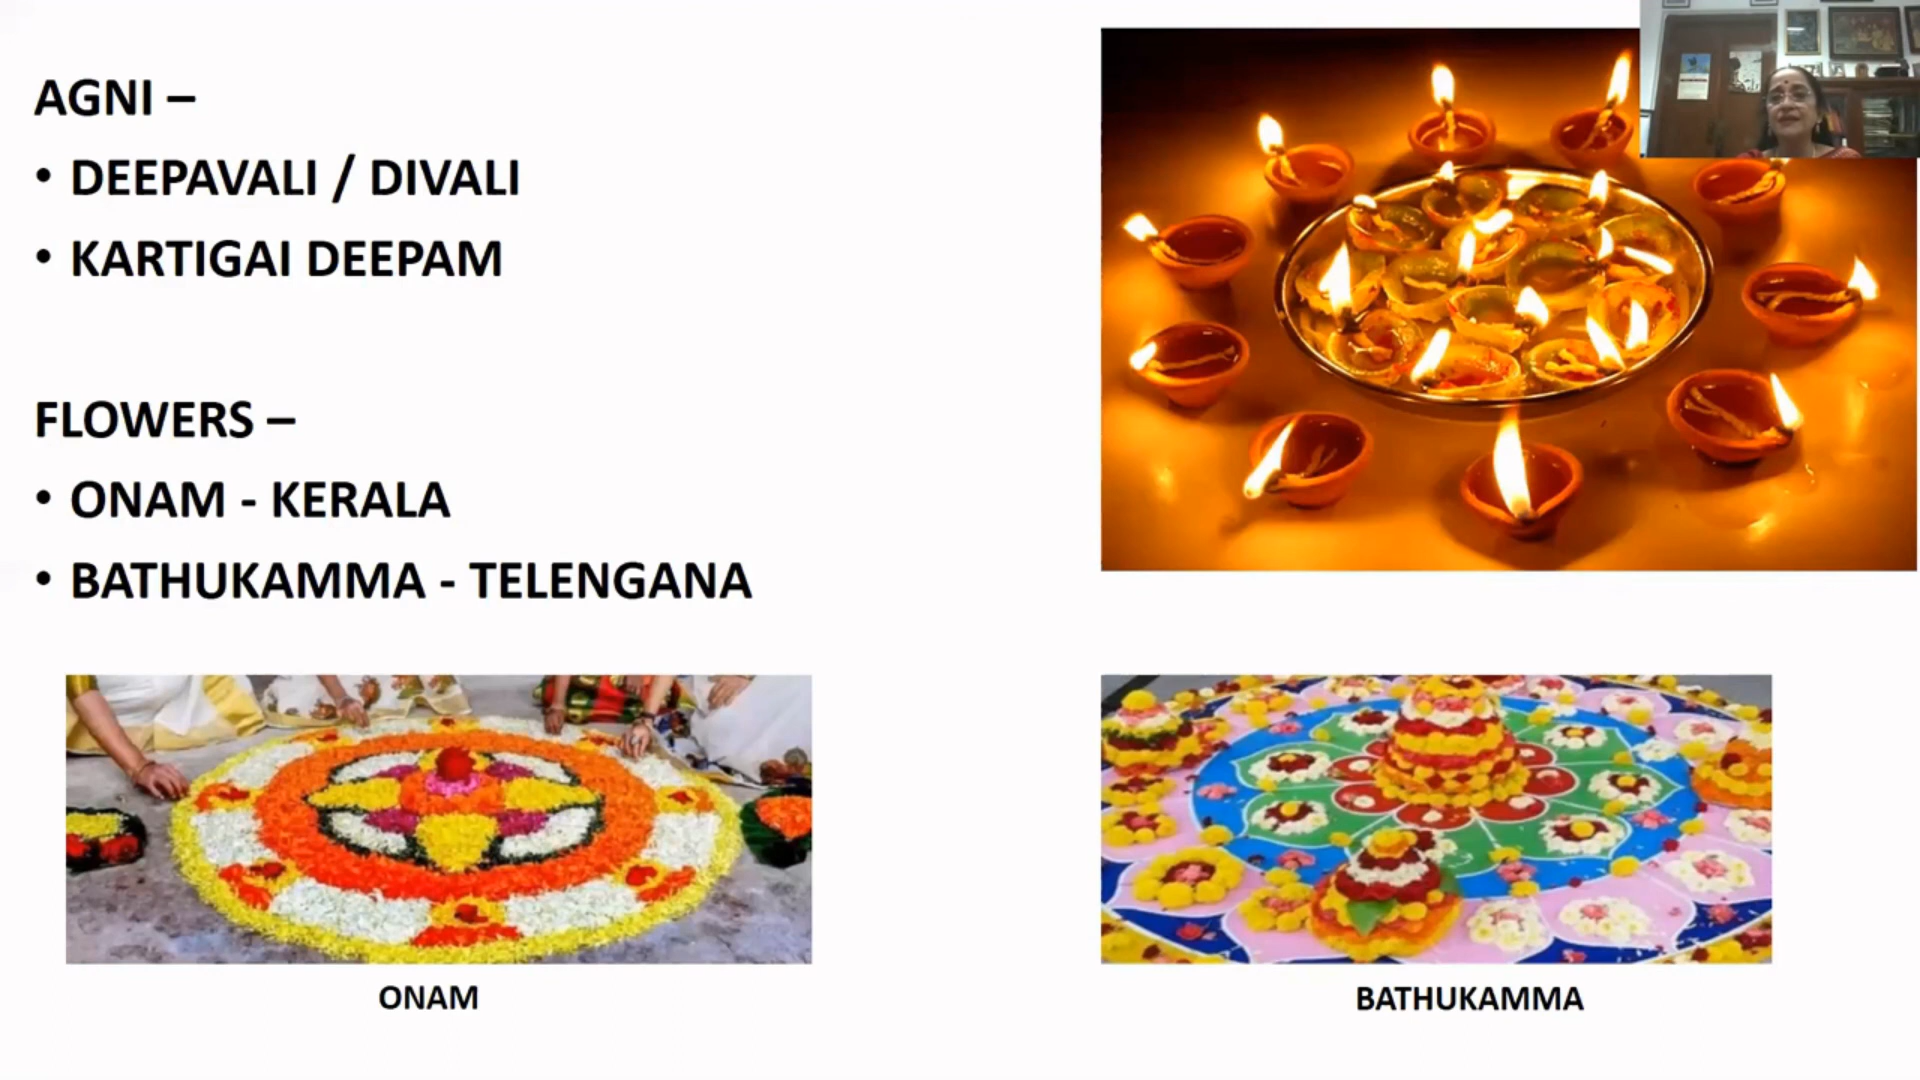 AGNI –
• DEEPAVALI / DIVALI
• KARTIGAI DEEPAM
FLOWERS –
• ONAM - KERALA
• BATHUKAMMA - TELENGANA
ONAM
BATHUKAMMA